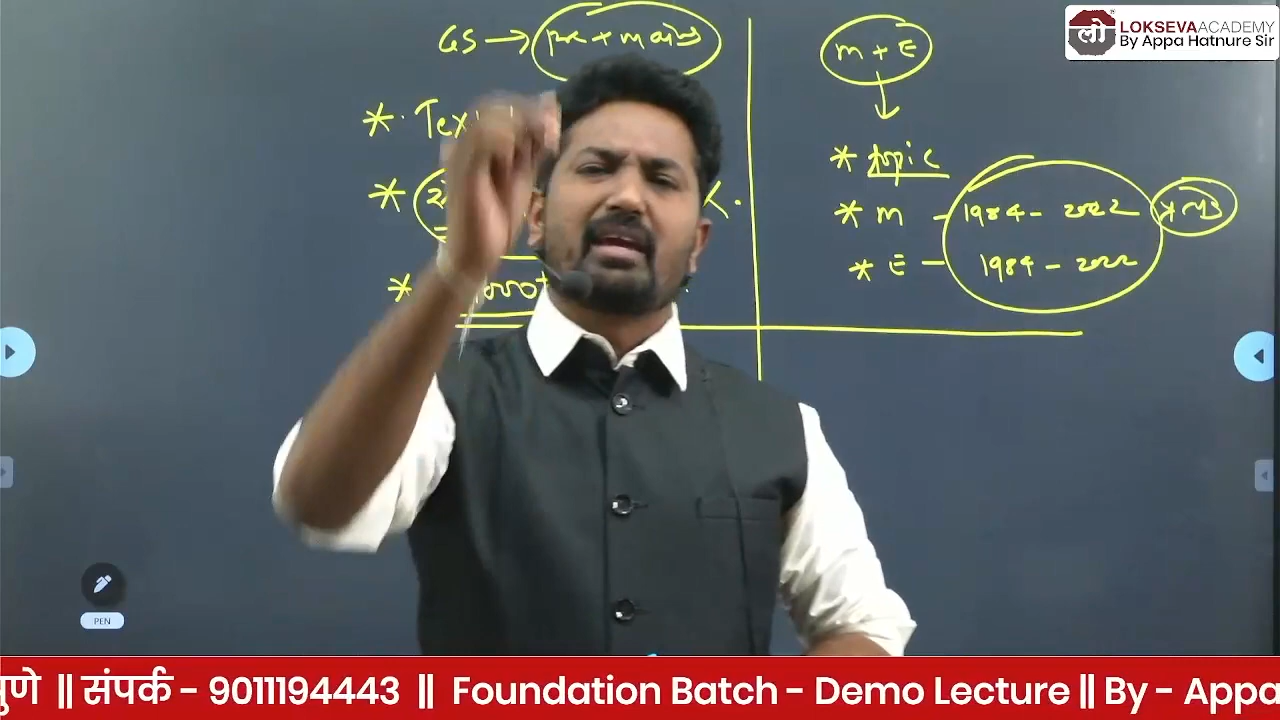 LOKSEVA ACADEMY
By Appa Hatnure Sir
लो
GS → pre + mains
* Tex
*
*
m + E
* topic
* m - 1984 - 2022
* E - 1984 - 2022
PEN
पुणे || संपर्क - 9011194443 || Foundation Batch - Demo Lecture || By - Appa